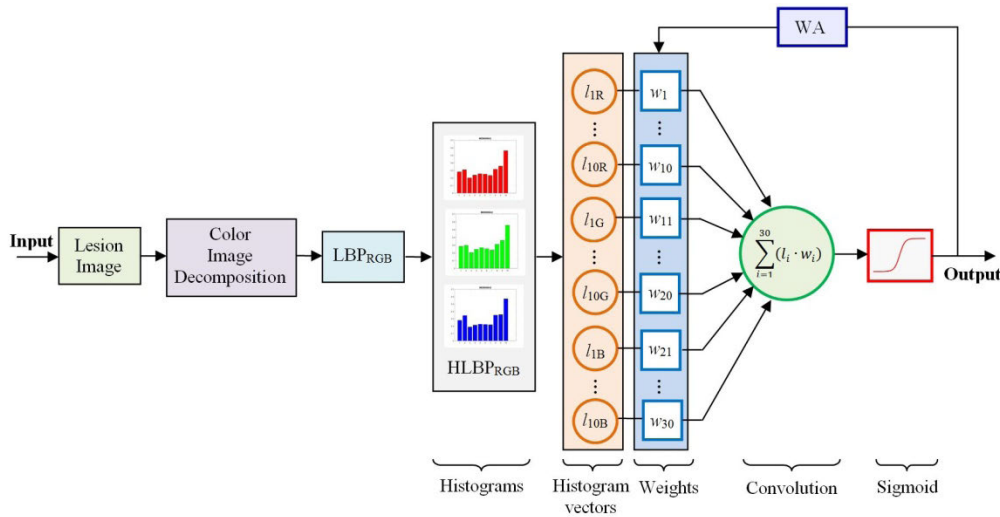 WA
l1R
w1
l10R
w10
l1G
w11
l10G
w20
l1B
w21
l10B
w30
Input
Lesion
Image
Color
Image
Decomposition
LBPRGB
HLBPRGB
30
∑(li · wi)
i=1
Output
Histograms
Histogram
vectors
Weights
Convolution
Sigmoid